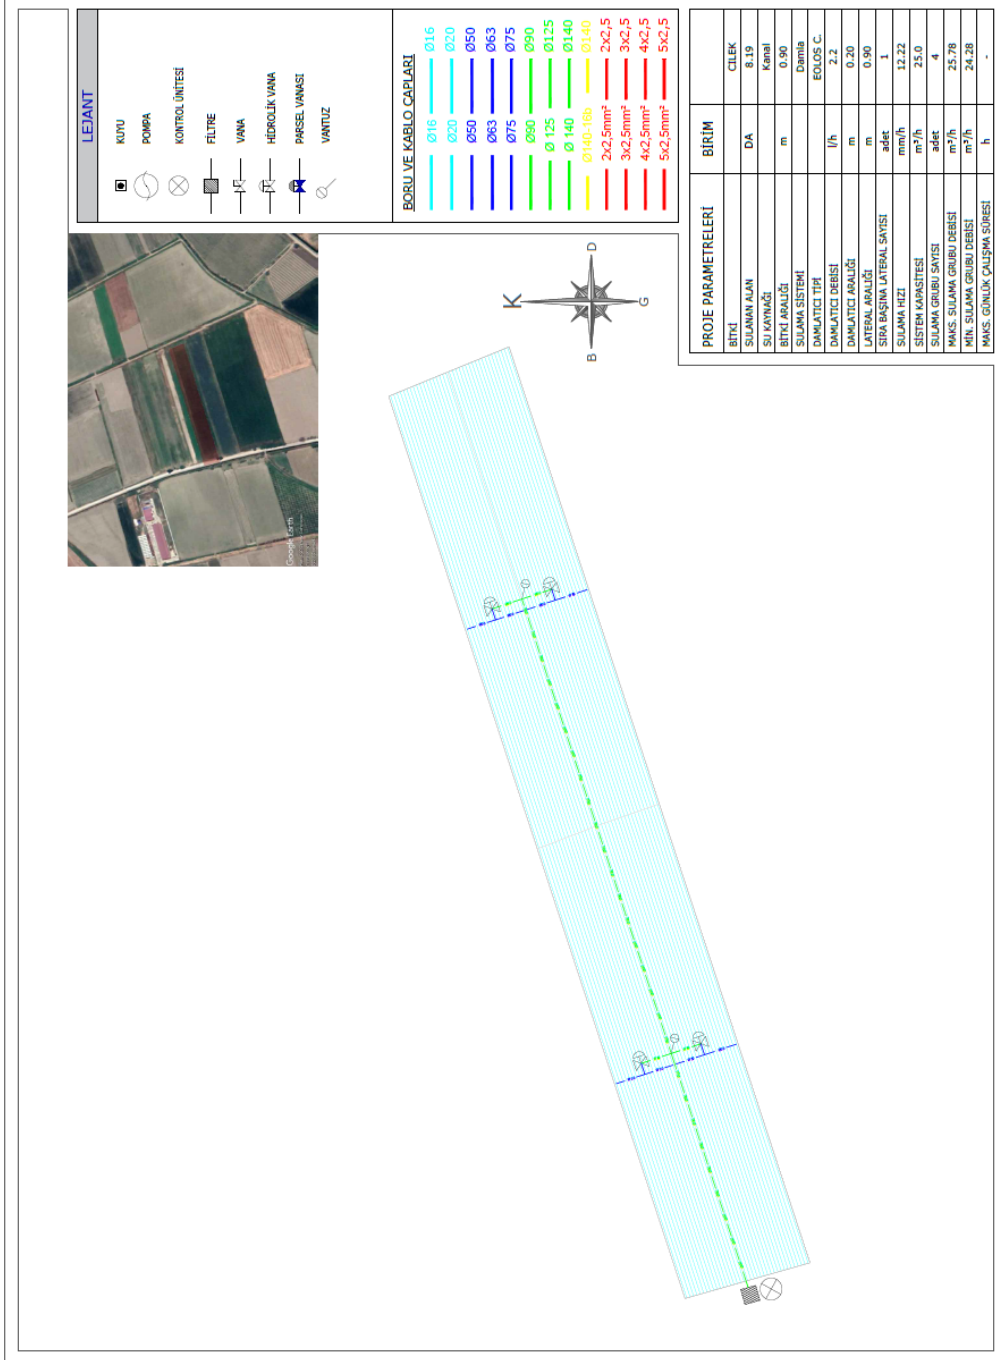 LEJANT
KUYU
POMPA
KONTROL ÜNİTESİ
FİLTRE
VANA
HİDROLİK VANA
PARSEL VANASI
VANTUZ
BORU VE KABLO ÇAPLARI
Ø16 Ø16
Ø20 Ø20
Ø50 Ø50
Ø63 Ø63
Ø75 Ø75
Ø90 Ø90
Ø 125 Ø125
Ø 140 Ø140
Ø140-16b Ø140
2x2,5mm² 2x2,5
3x2,5mm² 3x2,5
4x2,5mm² 4x2,5
5x2,5mm² 5x2,5
PROJE PARAMETRELERİ BİRİM
BİTKİ CILEK
SULANAN ALAN DA 8.19
SU KAYNAĞI Kanal
BİTKİ ARALIĞI m 0.90
SULAMA SİSTEMİ Damla
DAMLATICI TİPİ EOLOS C.
DAMLATICI DEBİSİ l/h 2.2
DAMLATICI ARALIĞI m 0.20
LATERAL ARALIĞI m 0.90
SIRA BAŞINA LATERAL SAYISI adet 1
SULAMA HIZI mm/h 12.22
SİSTEM KAPASİTESİ m³/h 25.0
SULAMA GRUBU SAYISI adet 4
MAKS. SULAMA GRUBU DEBİSİ m³/h 25.78
MİN. SULAMA GRUBU DEBİSİ m³/h 24.28
MAKS. GÜNLÜK ÇALIŞMA SÜRESİ h -
Google Earth
K
D
B
G